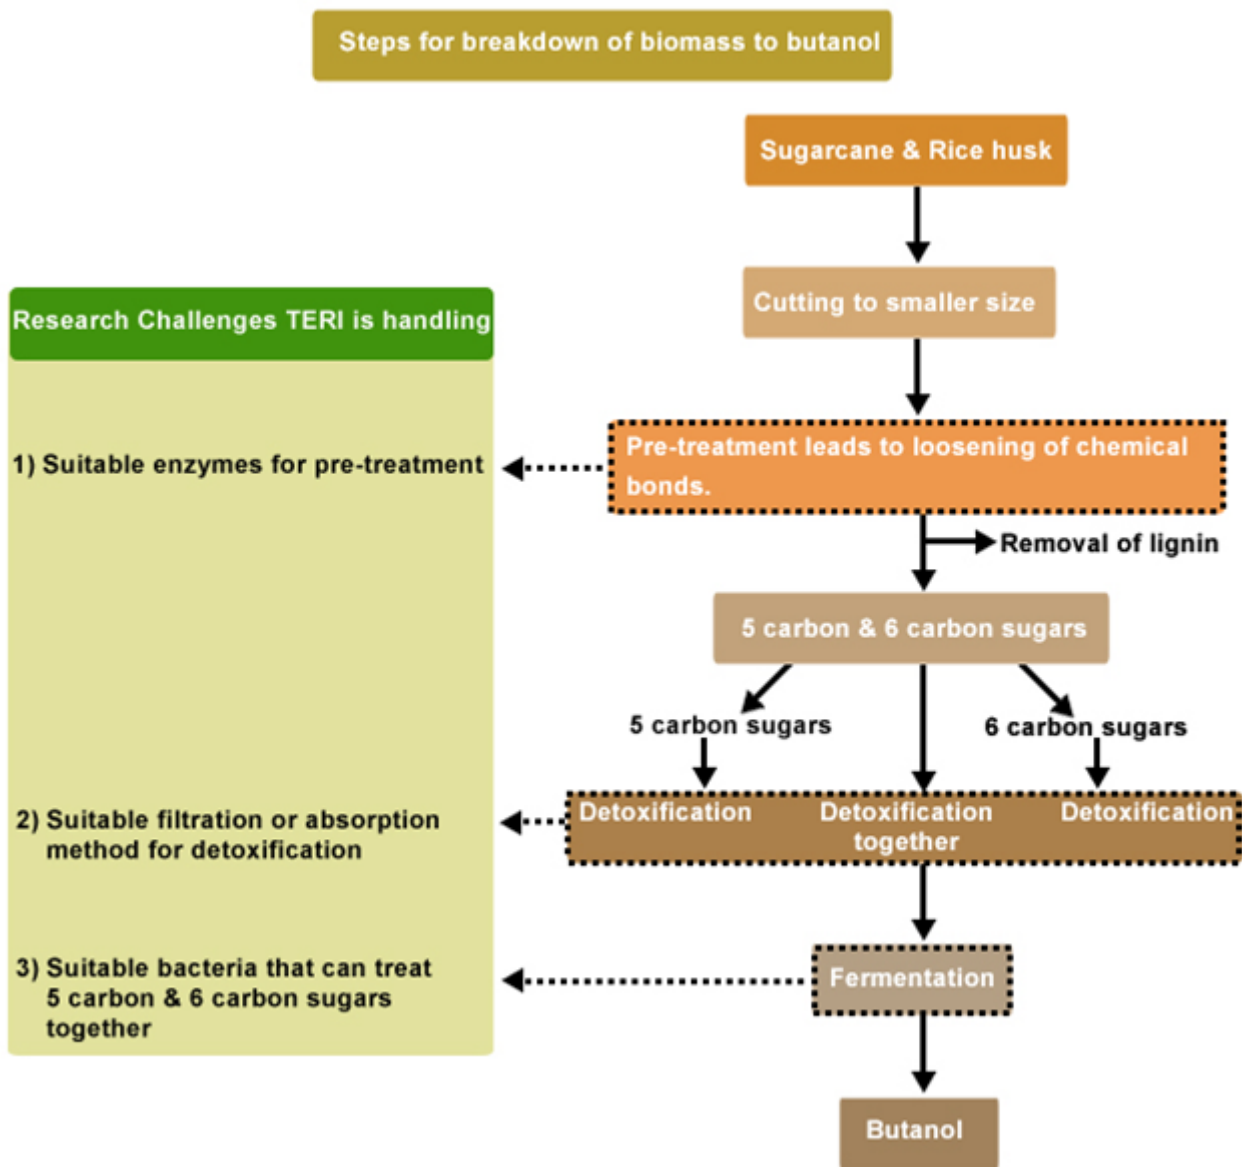 Steps for breakdown of biomass to butanol
Sugarcane & Rice husk
Cutting to smaller size
Research Challenges TERI is handling
Pre-treatment leads to loosening of chemical
bonds.
1) Suitable enzymes for pre-treatment
Removal of lignin
5 carbon & 6 carbon sugars
5 carbon sugars
6 carbon sugars
Detoxification
Detoxification
together
Detoxification
2) Suitable filtration or absorption
method for detoxification
Fermentation
3) Suitable bacteria that can treat
5 carbon & 6 carbon sugars
together
Butanol